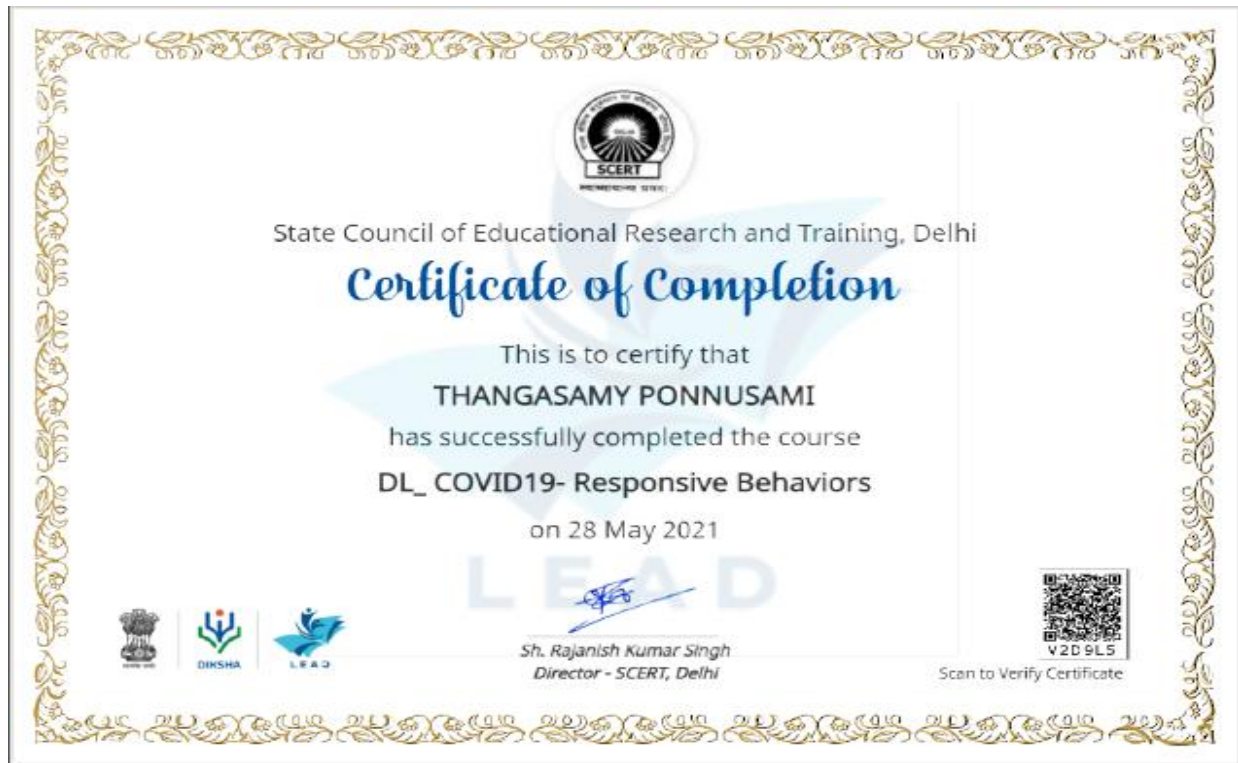 SCERT
State Council of Educational Research and Training, Delhi
Certificate of Completion
This is to certify that
THANGASAMY PONNUSAMI
has successfully completed the course
DL_ COVID19- Responsive Behaviors
on 28 May 2021
LEAD
DIKSHA
LEAD
Sh. Rajanish Kumar Singh
Director - SCERT, Delhi
V2D9L5
Scan to Verify Certificate